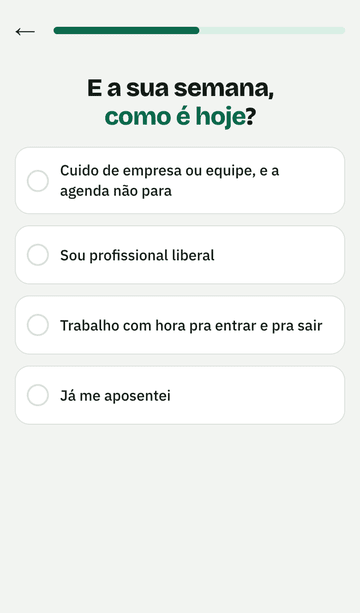 E a sua semana,
como é hoje?
Cuido de empresa ou equipe, e a
agenda não para
Sou profissional liberal
Trabalho com hora pra entrar e pra sair
Já me aposentei